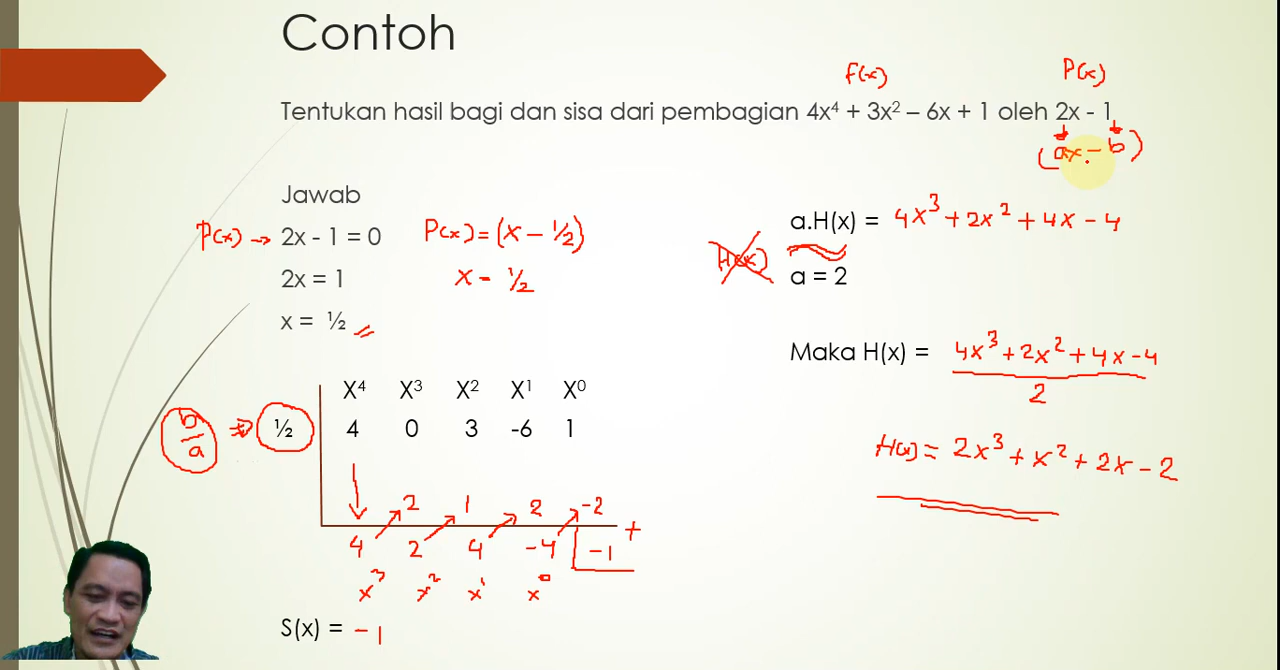 Contoh
F(x) P(x)
Tentukan hasil bagi dan sisa dari pembagian 4x⁴ + 3x² – 6x + 1 oleh 2x - 1
(ax - b)
Jawab
P(x) → 2x - 1 = 0
P(x) = (x - ½)
2x = 1
x - ½
x = ½
X⁴ X³ X² X¹ X⁰
b/a ⇒ ½ 4 0 3 -6 1
2 1 2 -2 +
4 2 4 -4 -1
x³ x² x¹ x⁰
S(x) = -1
a.H(x) = 4x³ + 2x² + 4x - 4
H(x)
a = 2
Maka H(x) = 4x³ + 2x² + 4x - 4
2
H(x) = 2x³ + x² + 2x - 2